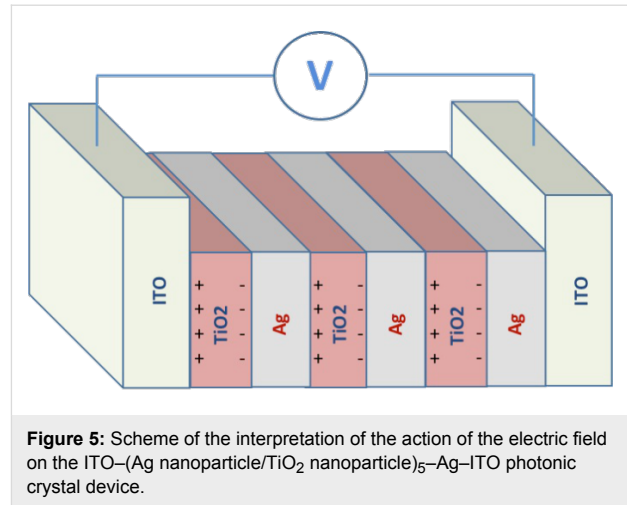 V
ITO
+ -
+ -
+ -
+ -
TiO2
Ag
+ -
+ -
+ -
+ -
TiO2
Ag
+ -
+ -
+ -
+ -
TiO2
Ag
ITO
Figure 5: Scheme of the interpretation of the action of the electric field
on the ITO–(Ag nanoparticle/TiO₂ nanoparticle)₅–Ag–ITO photonic
crystal device.